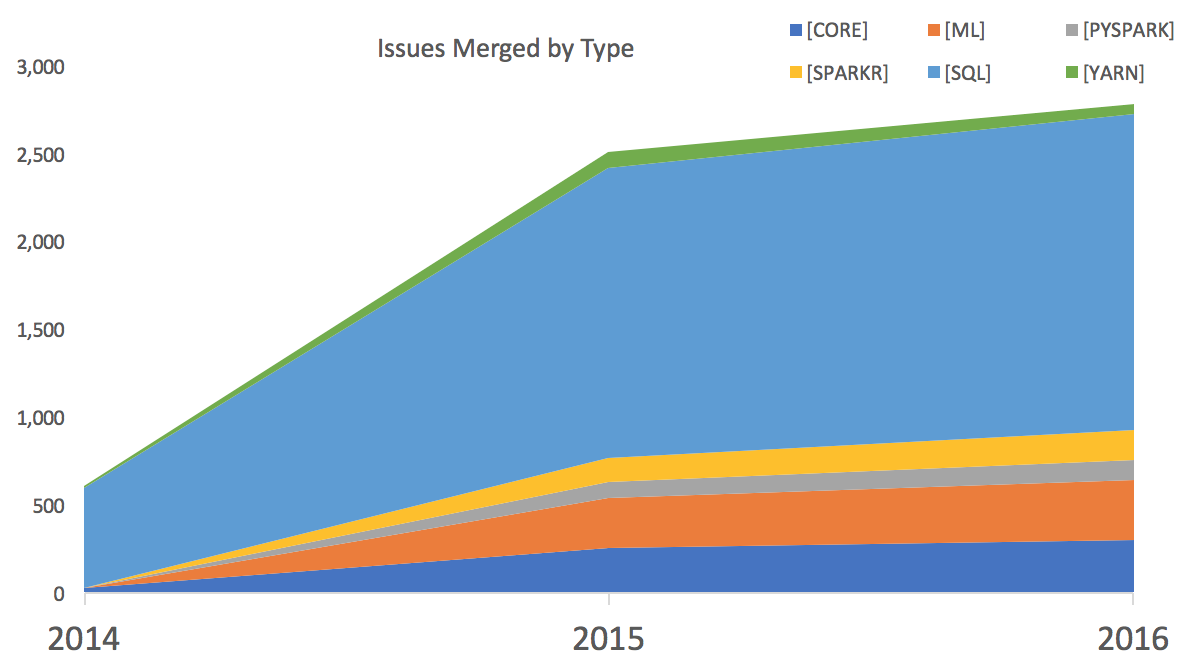 Issues Merged by Type
[CORE] [ML] [PYSPARK]
[SPARKR] [SQL] [YARN]
3,000
2,500
2,000
1,500
1,000
500
0
2014 2015 2016